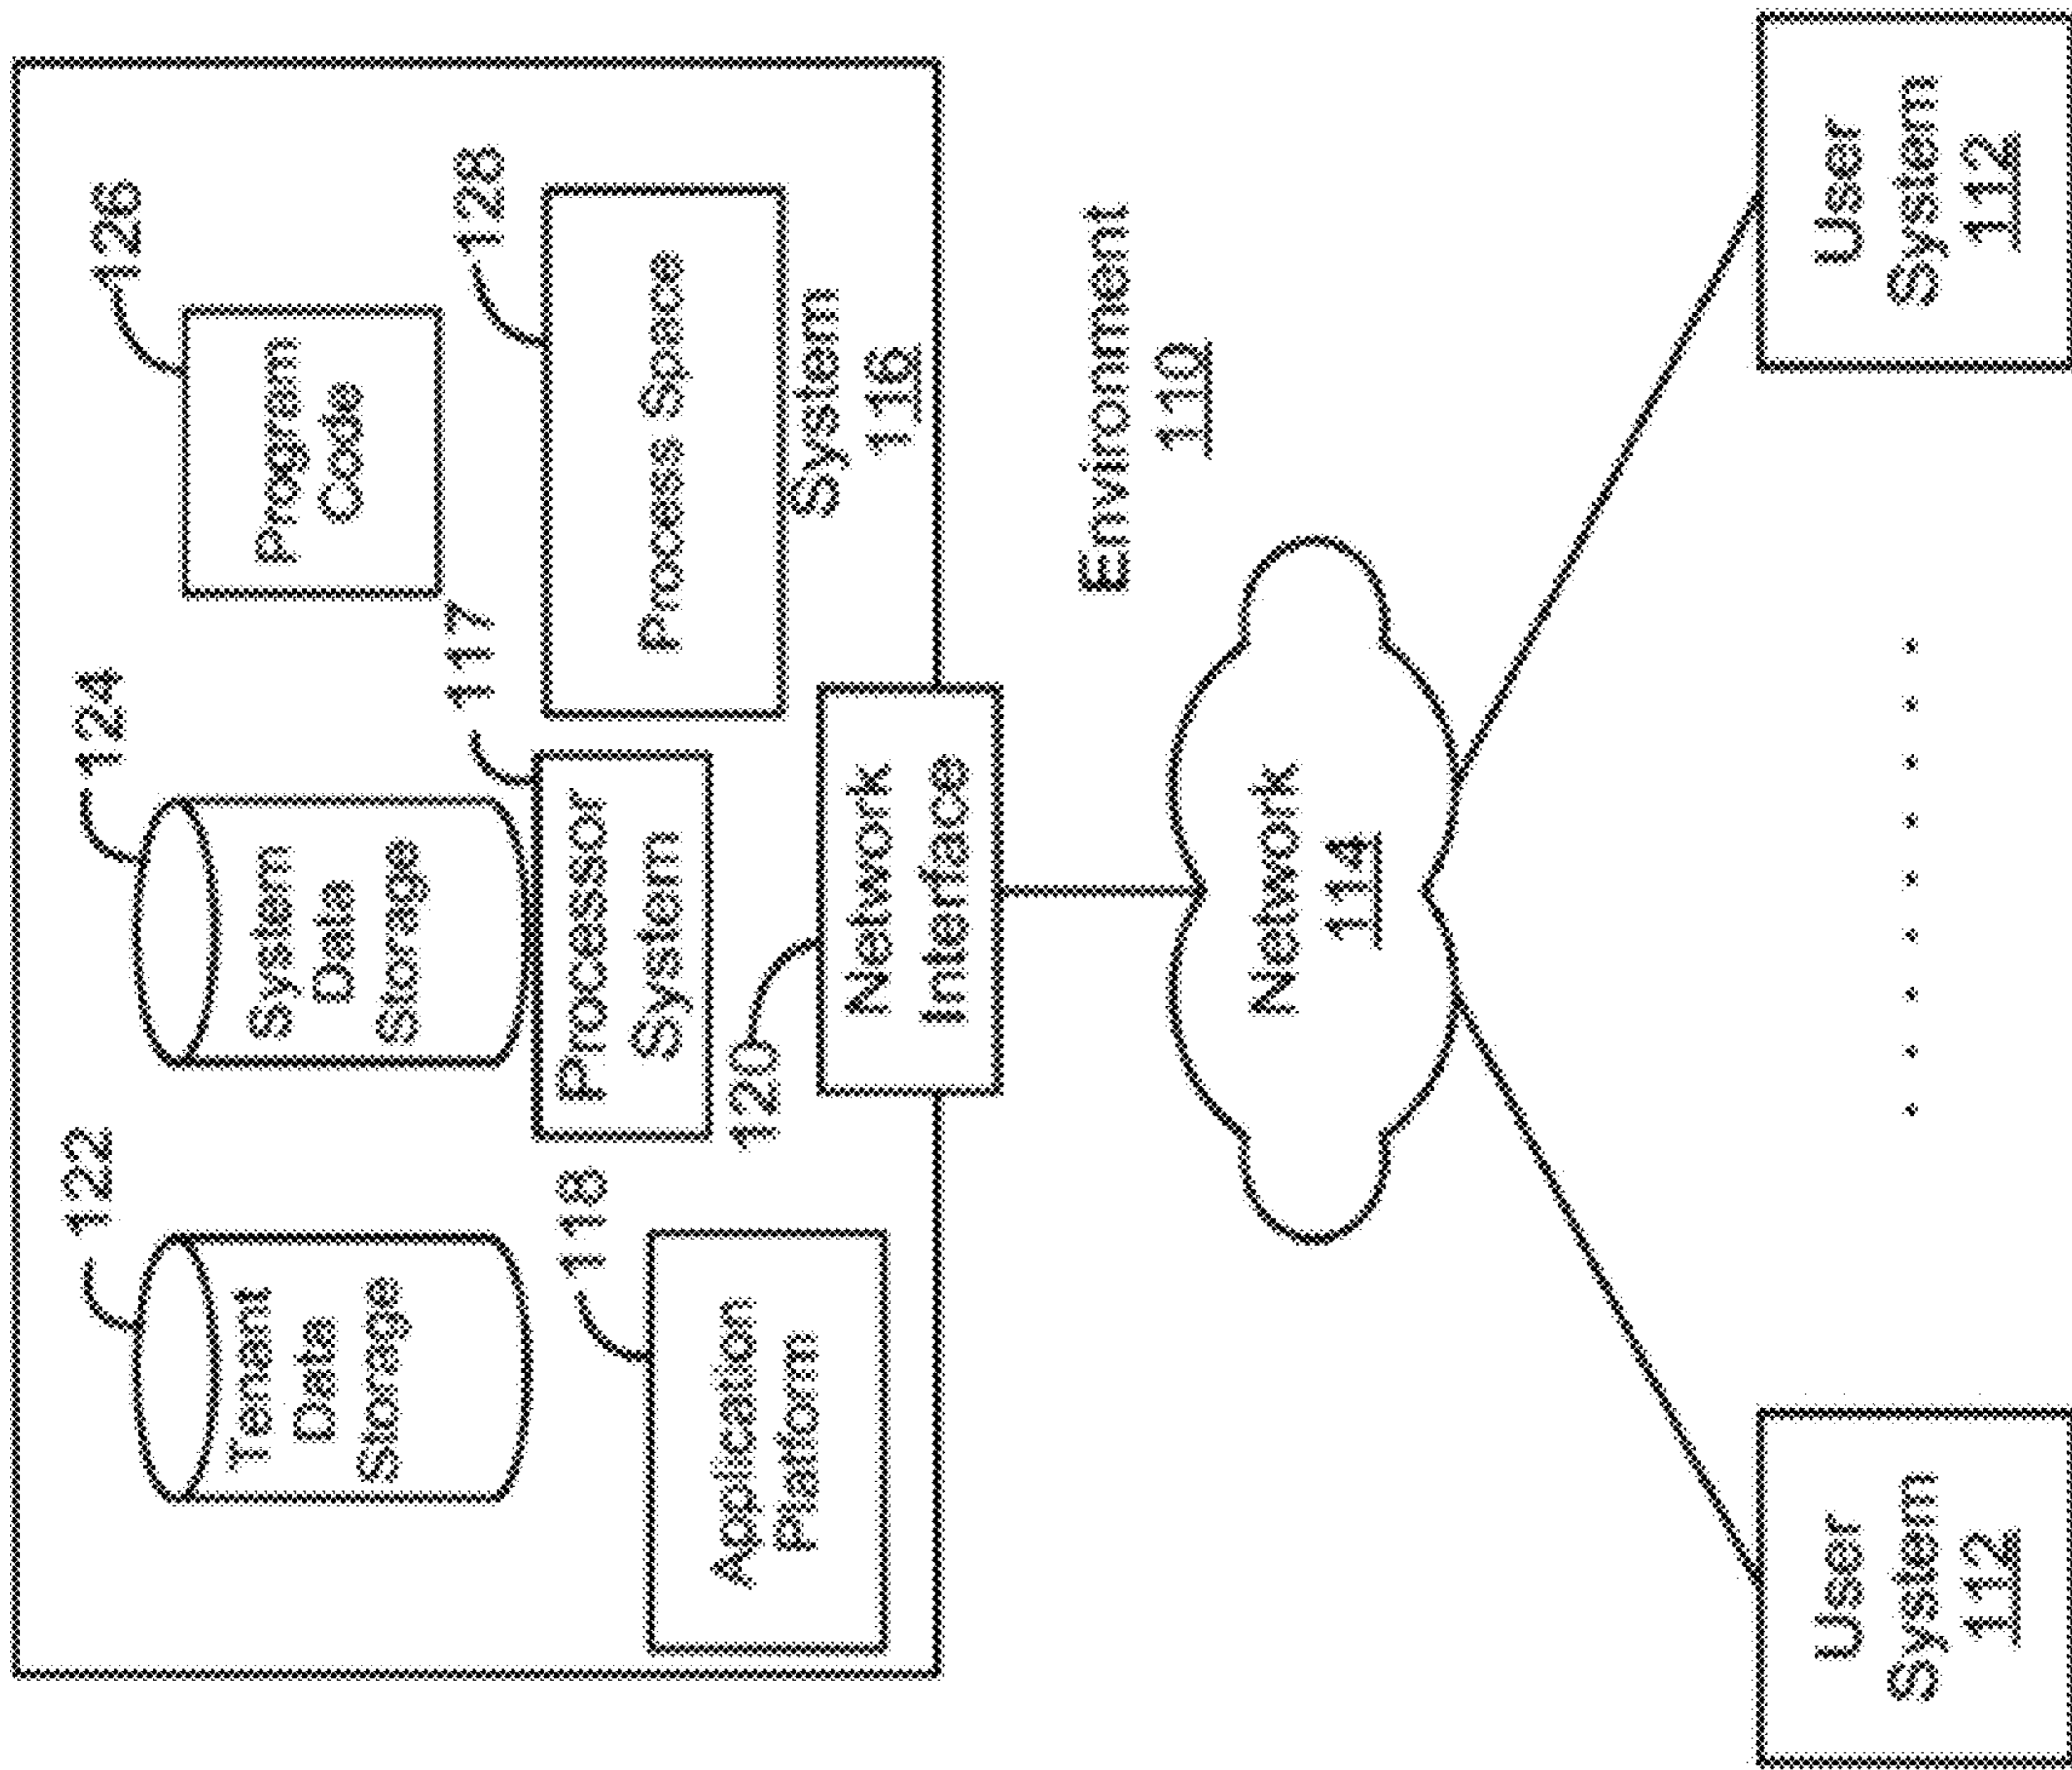 122
124
126
Tenant
Data
Storage
System
Data
Storage
Program
Code
118
117
128
Application
Platform
Processor
System
Process Space
120
Network
Interface
System
116
Environment
110
Network
114
User
System
112
. . . . . . . . .
User
System
112